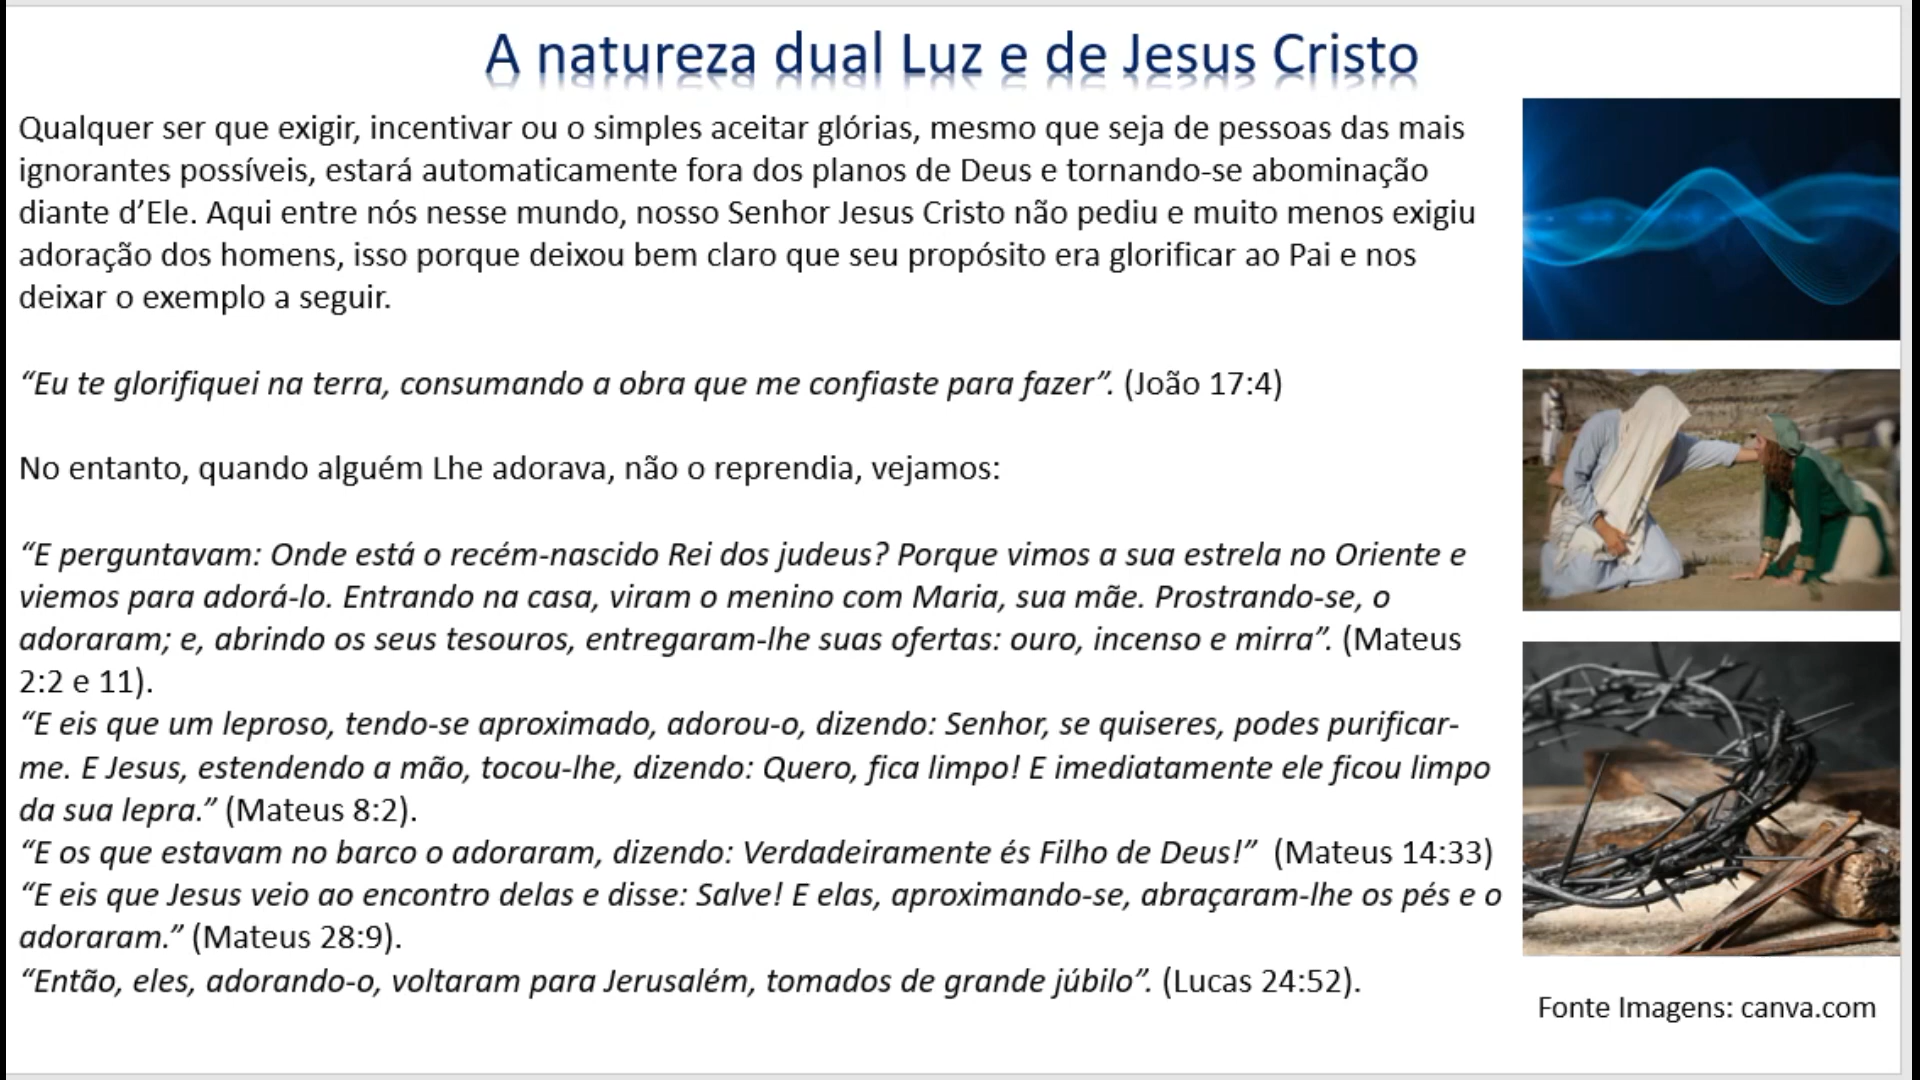 A natureza dual Luz e de Jesus Cristo
Qualquer ser que exigir, incentivar ou o simples aceitar glórias, mesmo que seja de pessoas das mais
ignorantes possíveis, estará automaticamente fora dos planos de Deus e tornando-se abominação
diante d’Ele. Aqui entre nós nesse mundo, nosso Senhor Jesus Cristo não pediu e muito menos exigiu
adoração dos homens, isso porque deixou bem claro que seu propósito era glorificar ao Pai e nos
deixar o exemplo a seguir.
“Eu te glorifiquei na terra, consumando a obra que me confiaste para fazer”. (João 17:4)
No entanto, quando alguém Lhe adorava, não o reprendia, vejamos:
“E perguntavam: Onde está o recém-nascido Rei dos judeus? Porque vimos a sua estrela no Oriente e
viemos para adorá-lo. Entrando na casa, viram o menino com Maria, sua mãe. Prostrando-se, o
adoraram; e, abrindo os seus tesouros, entregaram-lhe suas ofertas: ouro, incenso e mirra”. (Mateus
2:2 e 11).
“E eis que um leproso, tendo-se aproximado, adorou-o, dizendo: Senhor, se quiseres, podes purificar-
me. E Jesus, estendendo a mão, tocou-lhe, dizendo: Quero, fica limpo! E imediatamente ele ficou limpo
da sua lepra.” (Mateus 8:2).
“E os que estavam no barco o adoraram, dizendo: Verdadeiramente és Filho de Deus!” (Mateus 14:33)
“E eis que Jesus veio ao encontro delas e disse: Salve! E elas, aproximando-se, abraçaram-lhe os pés e o
adoraram.” (Mateus 28:9).
“Então, eles, adorando-o, voltaram para Jerusalém, tomados de grande júbilo”. (Lucas 24:52).
Fonte Imagens: canva.com